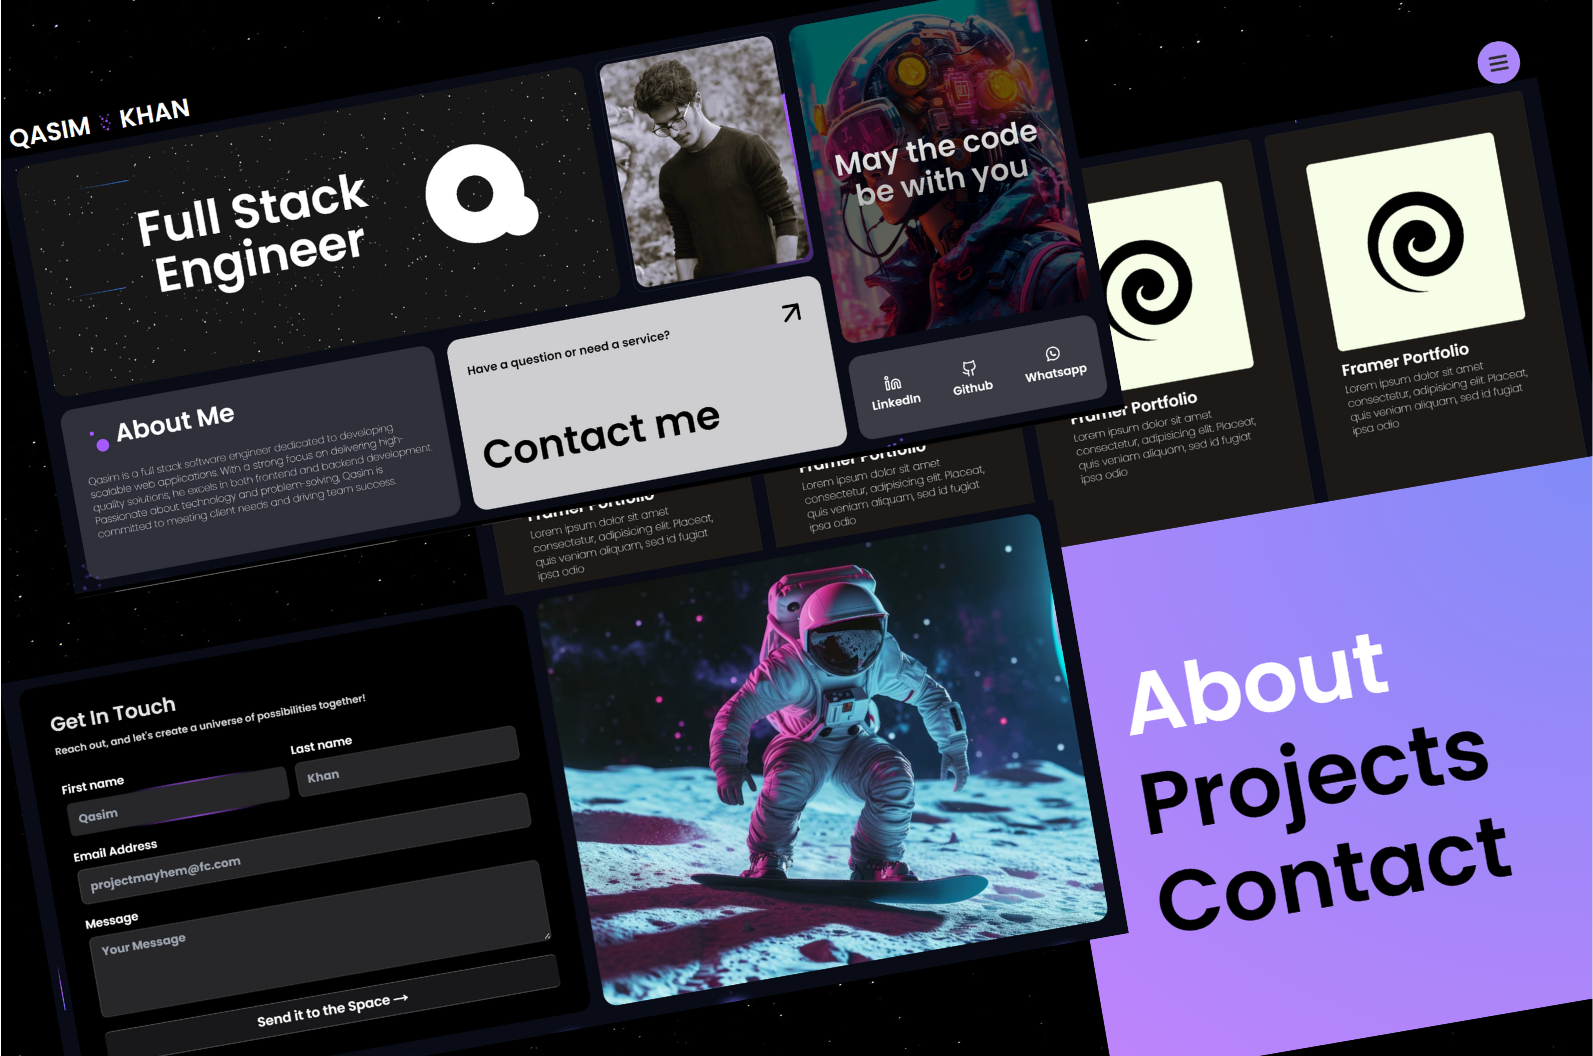 QASIM KHAN
Full Stack
Engineer
May the code
be with you
About Me
Qasim is a full stack software engineer dedicated to developing
scalable web applications. With a strong focus on delivering high-
quality solutions, he excels in both frontend and backend development.
Passionate about technology and problem-solving, Qasim is
committed to meeting client needs and driving team success.
Have a question or need a service?
Contact me
LinkedIn
Github
Whatsapp
Framer Portfolio
Lorem ipsum dolor sit amet
consectetur, adipisicing elit. Placeat,
quis veniam aliquam, sed id fugiat
ipsa odio
Framer Portfolio
Lorem ipsum dolor sit amet
consectetur, adipisicing elit. Placeat,
quis veniam aliquam, sed id fugiat
ipsa odio
Framer Portfolio
Lorem ipsum dolor sit amet
consectetur, adipisicing elit. Placeat,
quis veniam aliquam, sed id fugiat
ipsa odio
Framer Portfolio
Lorem ipsum dolor sit amet
consectetur, adipisicing elit. Placeat,
quis veniam aliquam, sed id fugiat
ipsa odio
Get In Touch
Reach out, and let's create a universe of possibilities together!
First name
Last name
Qasim
Khan
Email Address
projectmayhem@fc.com
Message
Your Message
Send it to the Space →
About
Projects
Contact